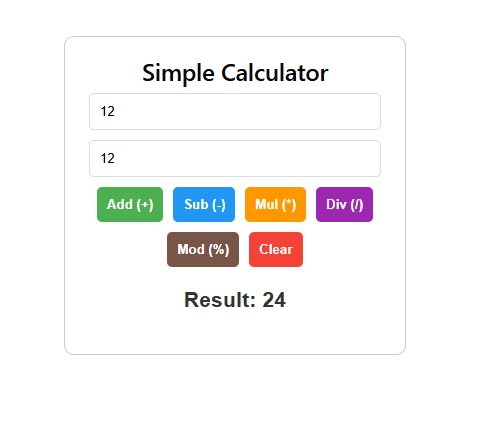 Simple Calculator
12
12
Add (+) Sub (-) Mul (*) Div (/)
Mod (%) Clear
Result: 24